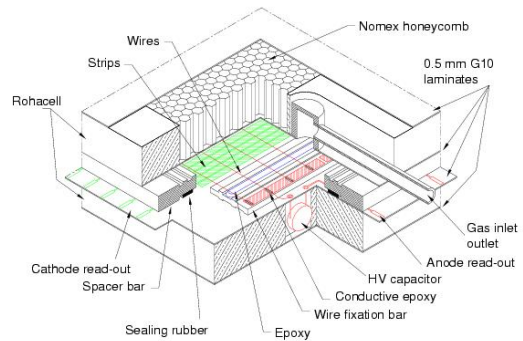 Nomex honeycomb
Wires
Strips
0.5 mm G10
laminates
Rohacell
Gas inlet
outlet
Cathode read-out
Anode read-out
Spacer bar
HV capacitor
Conductive epoxy
Wire fixation bar
Sealing rubber
Epoxy